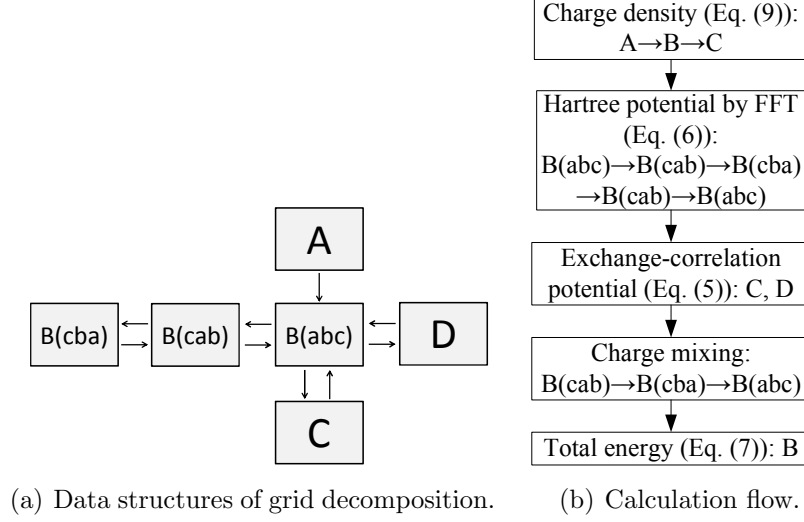 A
B(cba)
B(cab)
B(abc)
D
C
(a) Data structures of grid decomposition.
Charge density (Eq. (9)):
A→B→C
Hartree potential by FFT
(Eq. (6)):
B(abc)→B(cab)→B(cba)
→B(cab)→B(abc)
Exchange-correlation
potential (Eq. (5)): C, D
Charge mixing:
B(cab)→B(cba)→B(abc)
Total energy (Eq. (7)): B
(b) Calculation flow.